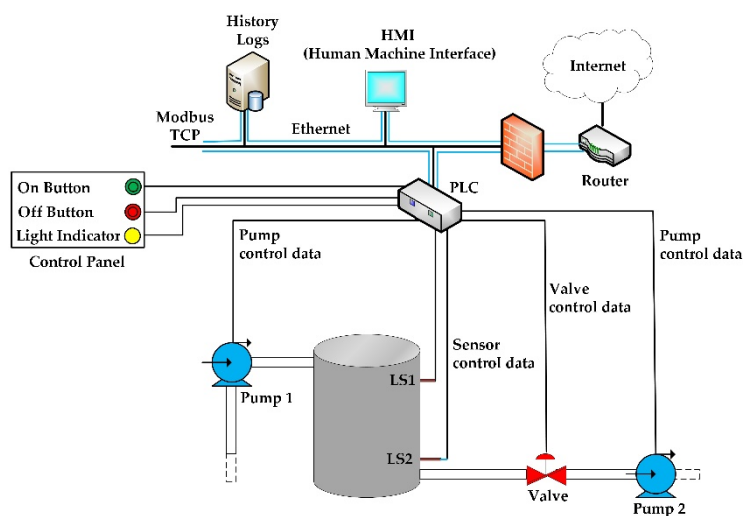 History
Logs
HMI
(Human Machine Interface)
Internet
Modbus
TCP
Ethernet
Router
PLC
On Button
Off Button
Light Indicator
Control Panel
Pump
control data
Pump
control data
Valve
control data
Sensor
control data
LS1
Pump 1
LS2
Valve
Pump 2